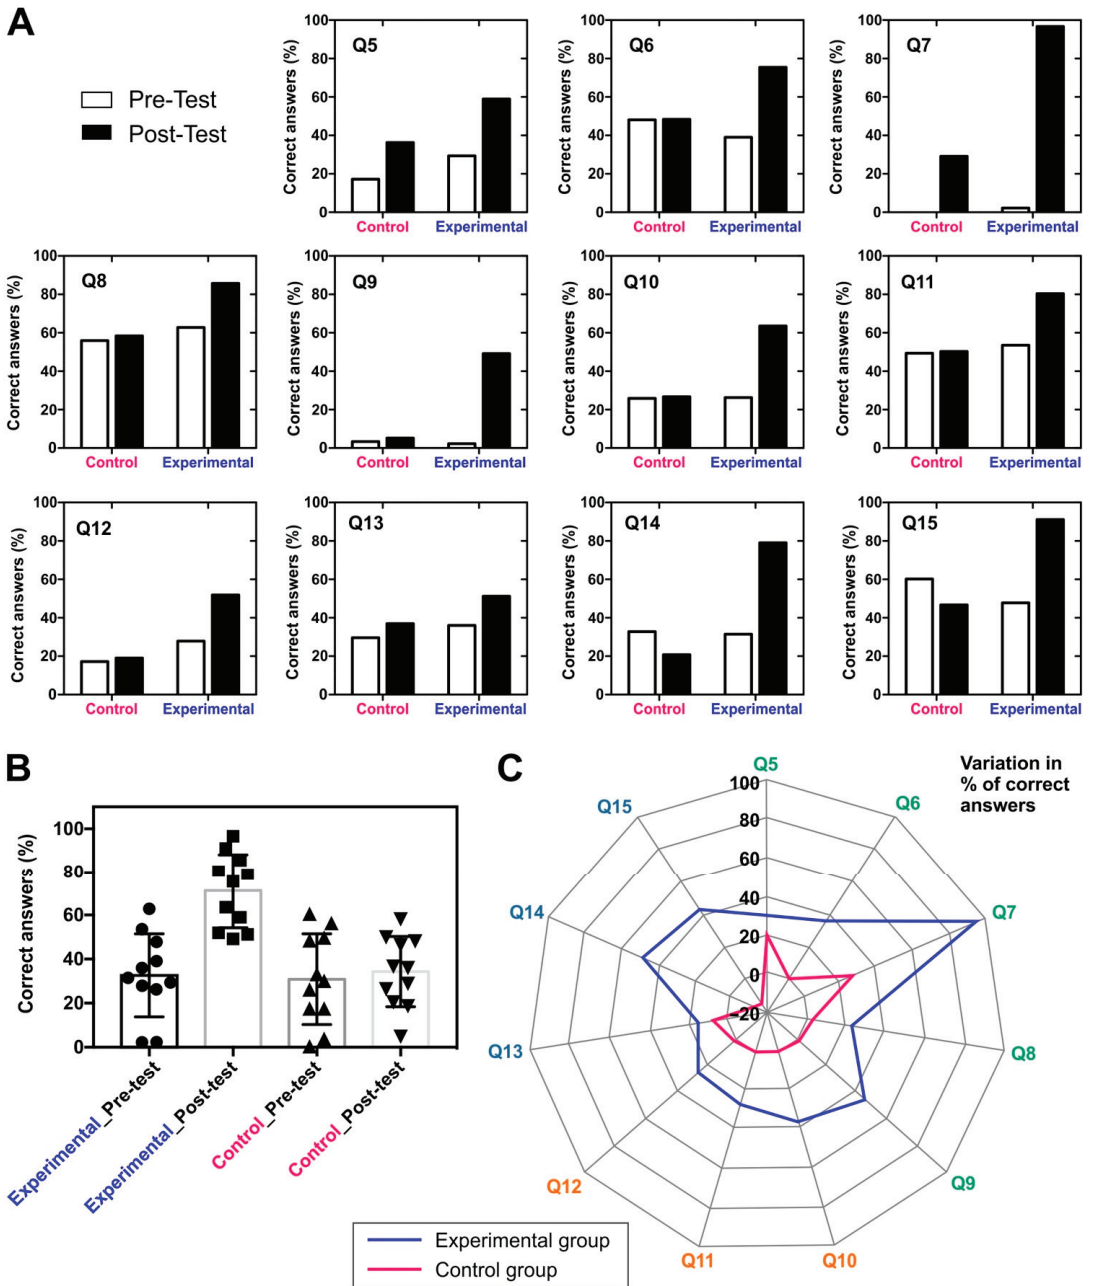 A
Pre-Test
Post-Test
Q5
Correct answers (%)
100
80
60
40
20
0
Control
Experimental
Q6
Correct answers (%)
100
80
60
40
20
0
Control
Experimental
Q7
Correct answers (%)
100
80
60
40
20
0
Control
Experimental
Q8
Correct answers (%)
100
80
60
40
20
0
Control
Experimental
Q9
Correct answers (%)
100
80
60
40
20
0
Control
Experimental
Q10
Correct answers (%)
100
80
60
40
20
0
Control
Experimental
Q11
Correct answers (%)
100
80
60
40
20
0
Control
Experimental
Q12
Correct answers (%)
100
80
60
40
20
0
Control
Experimental
Q13
Correct answers (%)
100
80
60
40
20
0
Control
Experimental
Q14
Correct answers (%)
100
80
60
40
20
0
Control
Experimental
Q15
Correct answers (%)
100
80
60
40
20
0
Control
Experimental
B
Correct answers (%)
100
80
60
40
20
0
Experimental_Pre-test
Experimental_Post-test
Control_Pre-test
Control_Post-test
C
Variation in
% of correct
answers
Q5
Q6
Q7
Q8
Q9
Q10
Q11
Q12
Q13
Q14
Q15
100
80
60
40
20
0
-20
Experimental group
Control group